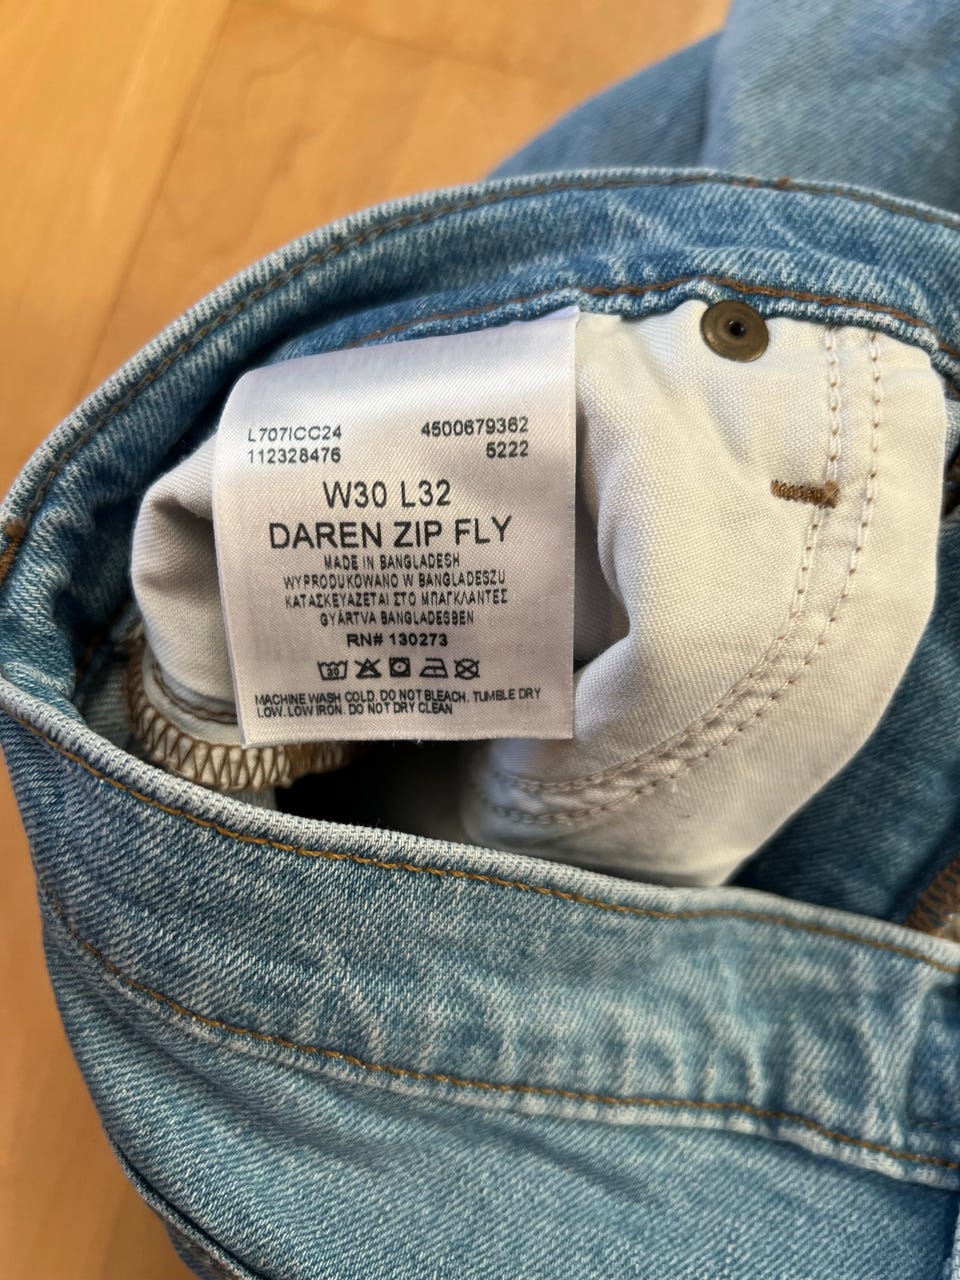 L707ICC24 4500679382
112328476 5222
W30 L32
DAREN ZIP FLY
MADE IN BANGLADESH
WYPRODUKOWANO W BANGLADESZU
ΚΑΤΑΣΚΕΥΑΖΕΤΑΙ ΣΤΟ ΜΠΑΓΚΛΑΝΤΕΣ
GYÁRTVA BANGLADESBEN
RN# 130273
30
MACHINE WASH COLD. DO NOT BLEACH. TUMBLE DRY
LOW. LOW IRON. DO NOT DRY CLEAN